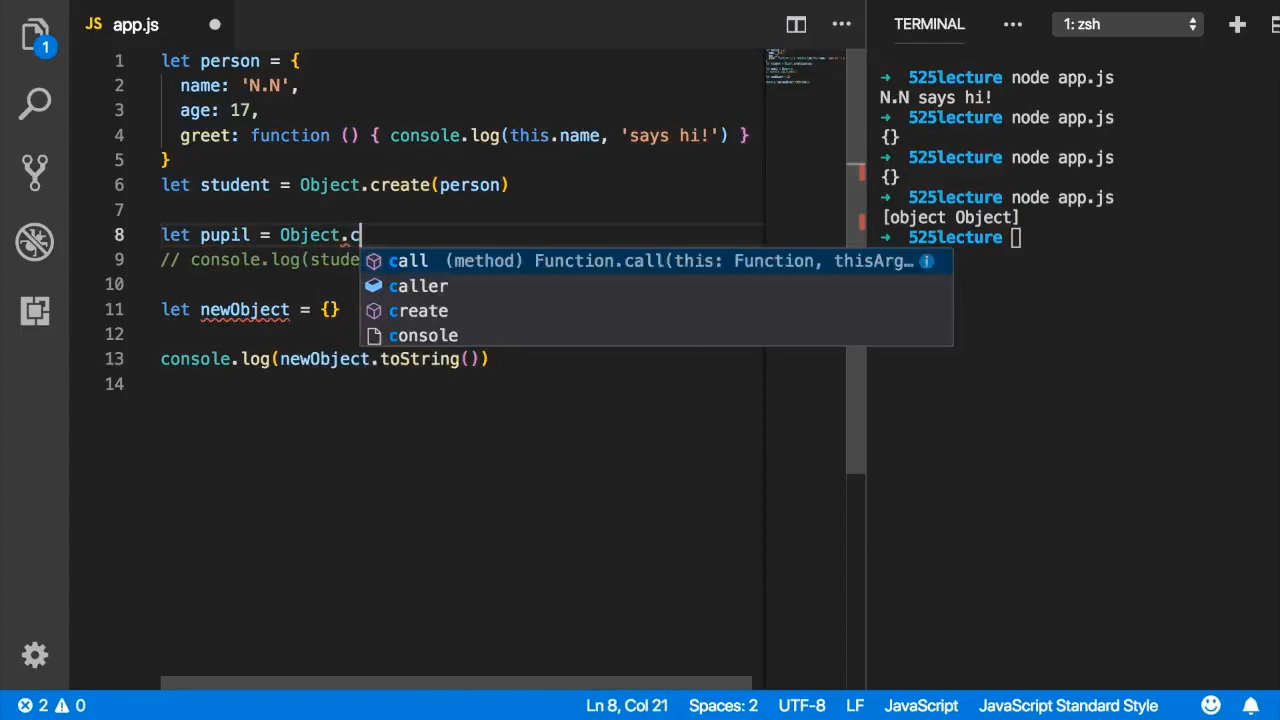 JS app.js
1 let person = {
2 name: 'N.N',
3 age: 17,
4 greet: function () { console.log(this.name, 'says hi!') }
5 }
6 let student = Object.create(person)
7
8 let pupil = Object.c
call (method) Function.call(this: Function, thisArg…
caller
create
console
9 // console.log(stude
10
11 let newObject = {}
12
13 console.log(newObject.toString())
14
TERMINAL
1: zsh
→ 525lecture node app.js
N.N says hi!
→ 525lecture node app.js
{}
→ 525lecture node app.js
{}
→ 525lecture node app.js
[object Object]
→ 525lecture
1
2 0
Ln 8, Col 21
Spaces: 2
UTF-8
LF
JavaScript
JavaScript Standard Style